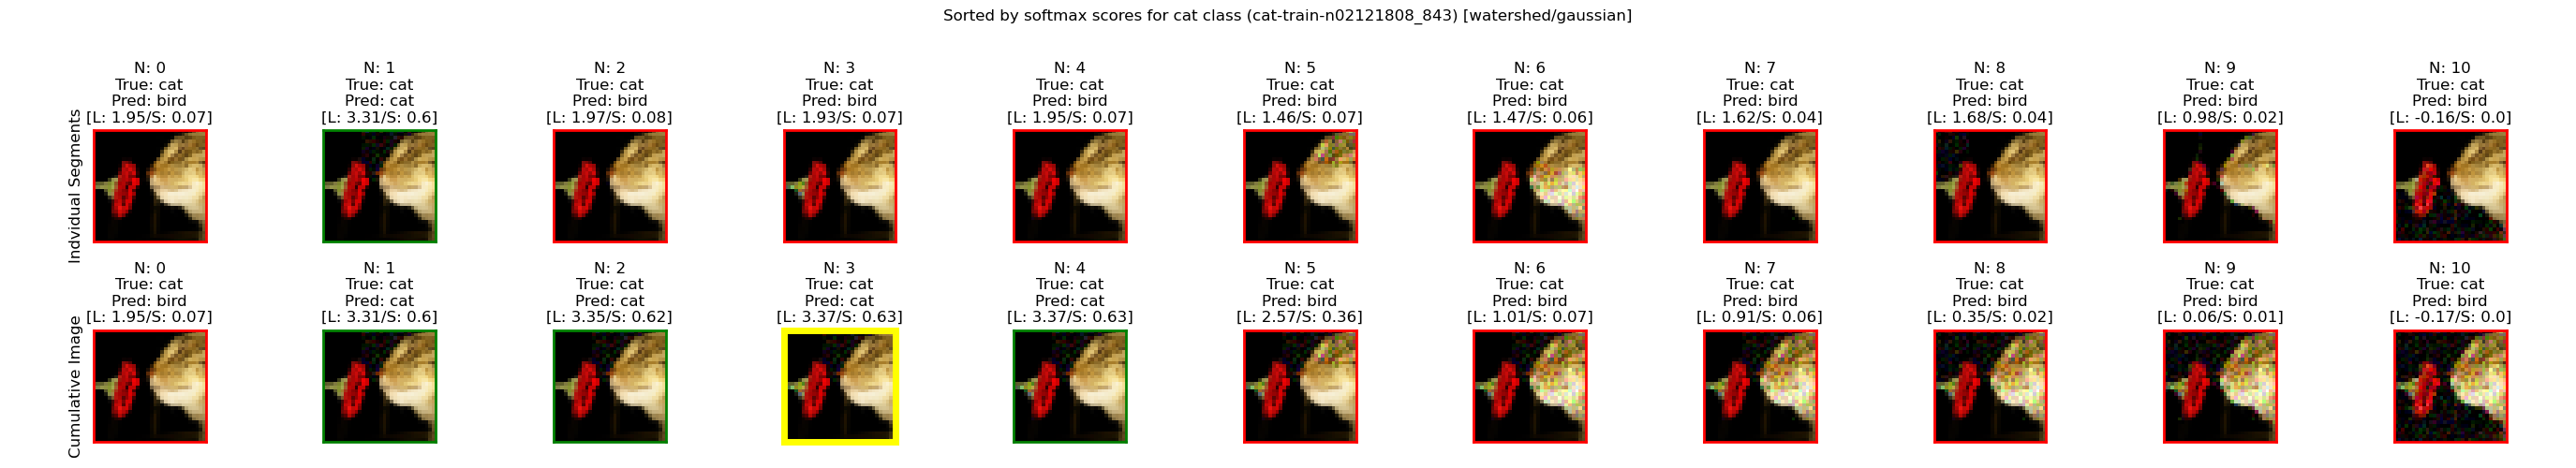 Sorted by softmax scores for cat class (cat-train-n02121808_843) [watershed/gaussian]
Indvidual Segments
N: 0
True: cat
Pred: bird
[L: 1.95/S: 0.07]
N: 1
True: cat
Pred: cat
[L: 3.31/S: 0.6]
N: 2
True: cat
Pred: bird
[L: 1.97/S: 0.08]
N: 3
True: cat
Pred: bird
[L: 1.93/S: 0.07]
N: 4
True: cat
Pred: bird
[L: 1.95/S: 0.07]
N: 5
True: cat
Pred: bird
[L: 1.46/S: 0.07]
N: 6
True: cat
Pred: bird
[L: 1.47/S: 0.06]
N: 7
True: cat
Pred: bird
[L: 1.62/S: 0.04]
N: 8
True: cat
Pred: bird
[L: 1.68/S: 0.04]
N: 9
True: cat
Pred: bird
[L: 0.98/S: 0.02]
N: 10
True: cat
Pred: bird
[L: -0.16/S: 0.0]
Cumulative Image
N: 0
True: cat
Pred: bird
[L: 1.95/S: 0.07]
N: 1
True: cat
Pred: cat
[L: 3.31/S: 0.6]
N: 2
True: cat
Pred: cat
[L: 3.35/S: 0.62]
N: 3
True: cat
Pred: cat
[L: 3.37/S: 0.63]
N: 4
True: cat
Pred: cat
[L: 3.37/S: 0.63]
N: 5
True: cat
Pred: bird
[L: 2.57/S: 0.36]
N: 6
True: cat
Pred: bird
[L: 1.01/S: 0.07]
N: 7
True: cat
Pred: bird
[L: 0.91/S: 0.06]
N: 8
True: cat
Pred: bird
[L: 0.35/S: 0.02]
N: 9
True: cat
Pred: bird
[L: 0.06/S: 0.01]
N: 10
True: cat
Pred: bird
[L: -0.17/S: 0.0]